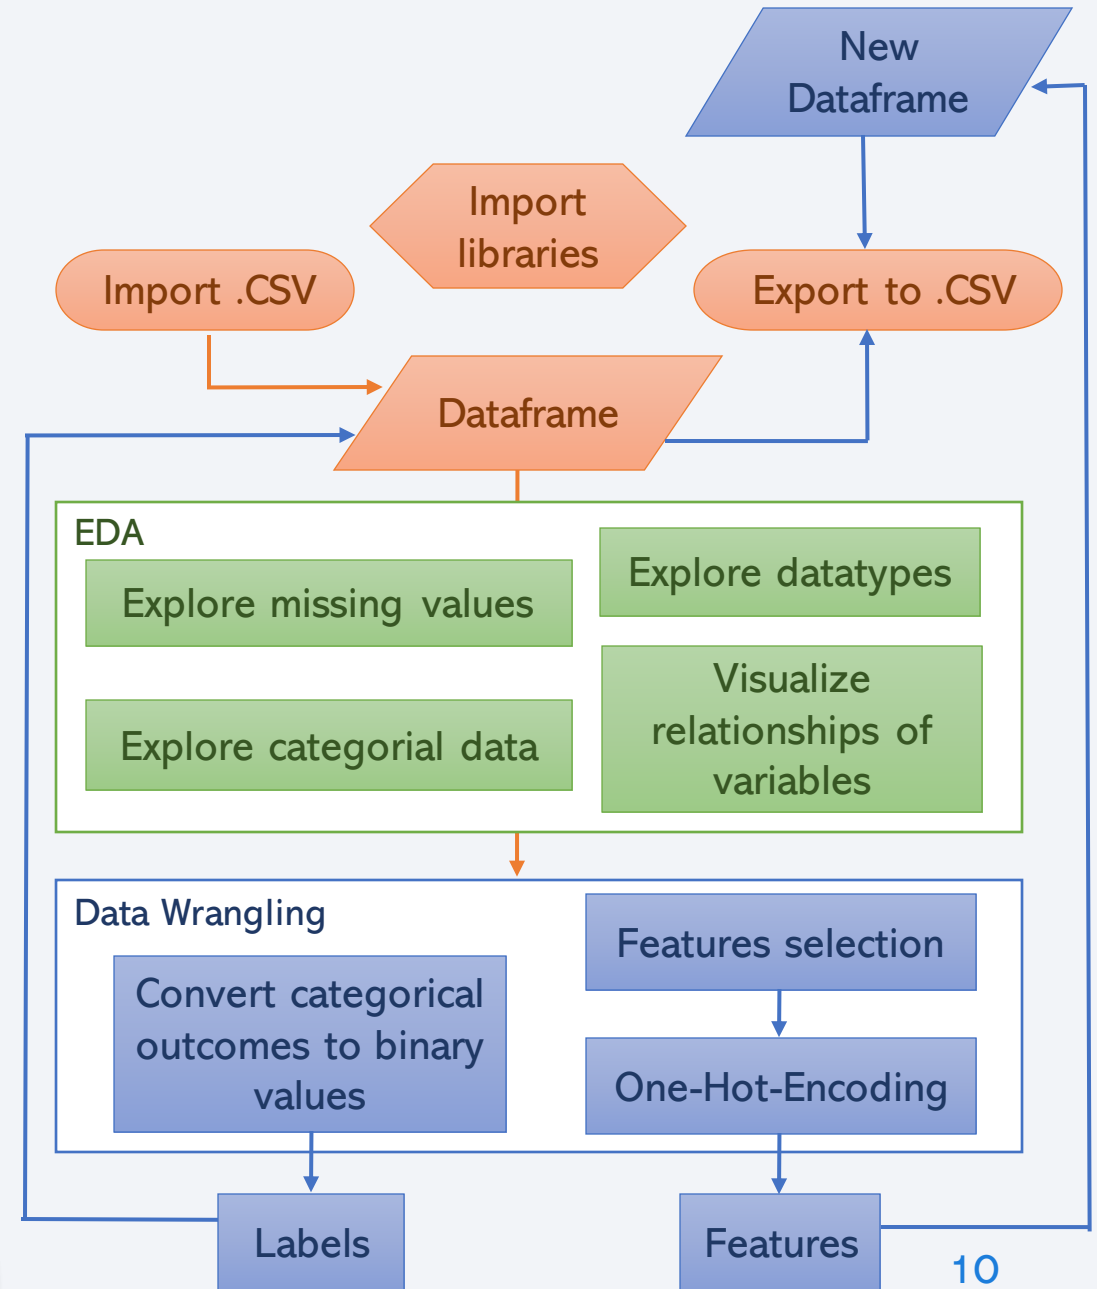 New
Dataframe
Import
libraries
Import .CSV
Export to .CSV
Dataframe
EDA
Explore missing values
Explore datatypes
Explore categorial data
Visualize
relationships of
variables
Data Wrangling
Convert categorical
outcomes to binary
values
Features selection
One-Hot-Encoding
Labels
Features
10